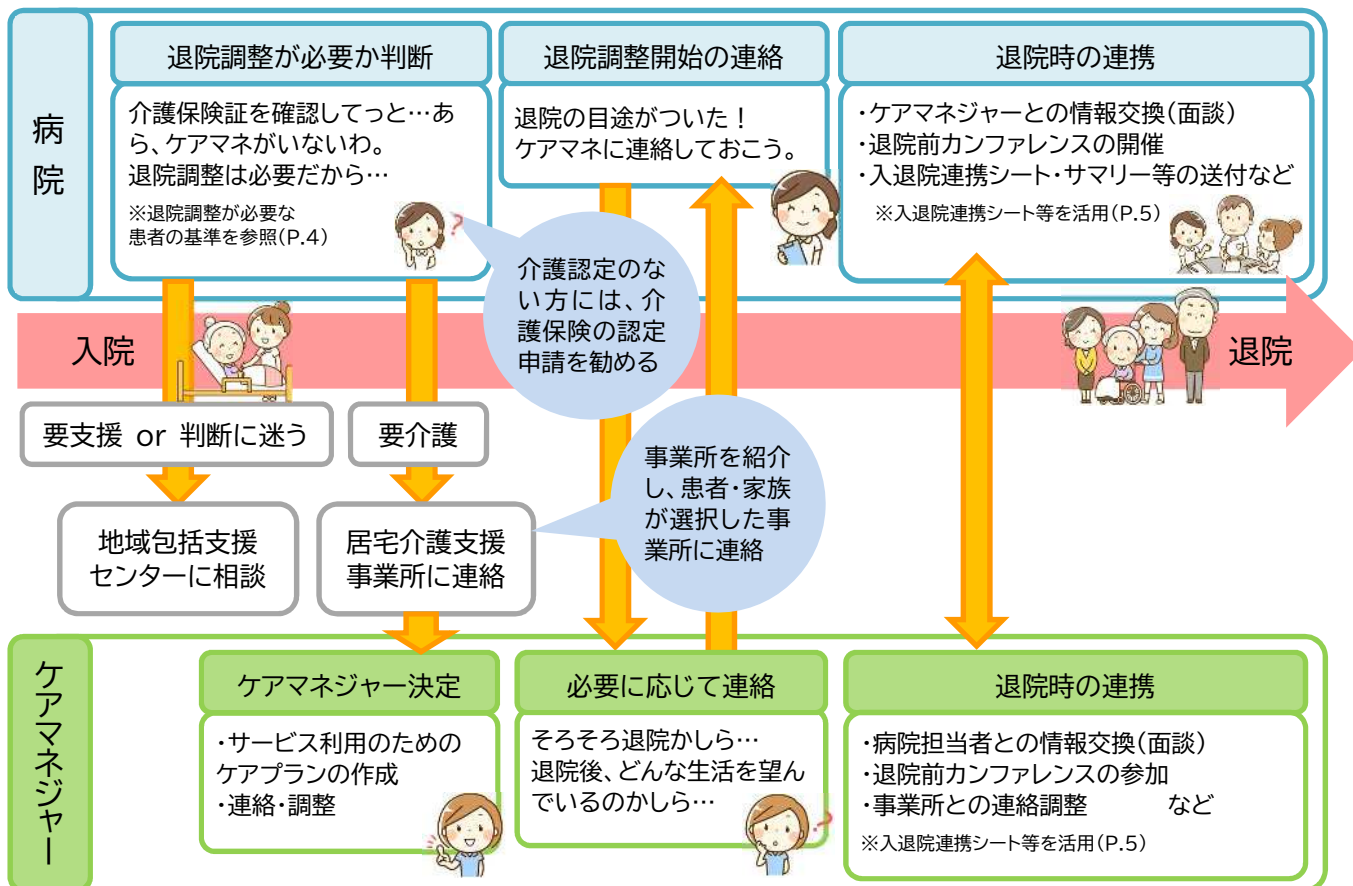 病院
退院調整が必要か判断
介護保険証を確認してっと…あ
ら、ケアマネがいないわ。
退院調整は必要だから…
※退院調整が必要な
患者の基準を参照(P.4)
退院調整開始の連絡
退院の目途がついた！
ケアマネに連絡しておこう。
退院時の連携
・ケアマネジャーとの情報交換(面談)
・退院前カンファレンスの開催
・入退院連携シート・サマリー等の送付など
※入退院連携シート等を活用(P.5)
介護認定のな
い方には、介
護保険の認定
申請を勧める
入院
退院
要支援 or 判断に迷う
要介護
事業所を紹介
し、患者・家族
が選択した事
業所に連絡
地域包括支援
センターに相談
居宅介護支援
事業所に連絡
ケアマネジャー
ケアマネジャー決定
・サービス利用のための
ケアプランの作成
・連絡・調整
必要に応じて連絡
そろそろ退院かしら…
退院後、どんな生活を望ん
でいるのかしら…
退院時の連携
・病院担当者との情報交換(面談)
・退院前カンファレンスの参加
・事業所との連絡調整 など
※入退院連携シート等を活用(P.5)